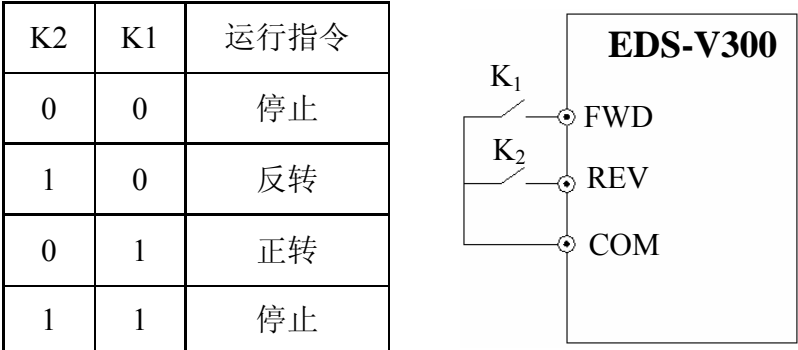 K2 K1 运行指令
0 0 停止
1 0 反转
0 1 正转
1 1 停止
EDS-V300
K1
FWD
K2
REV
COM